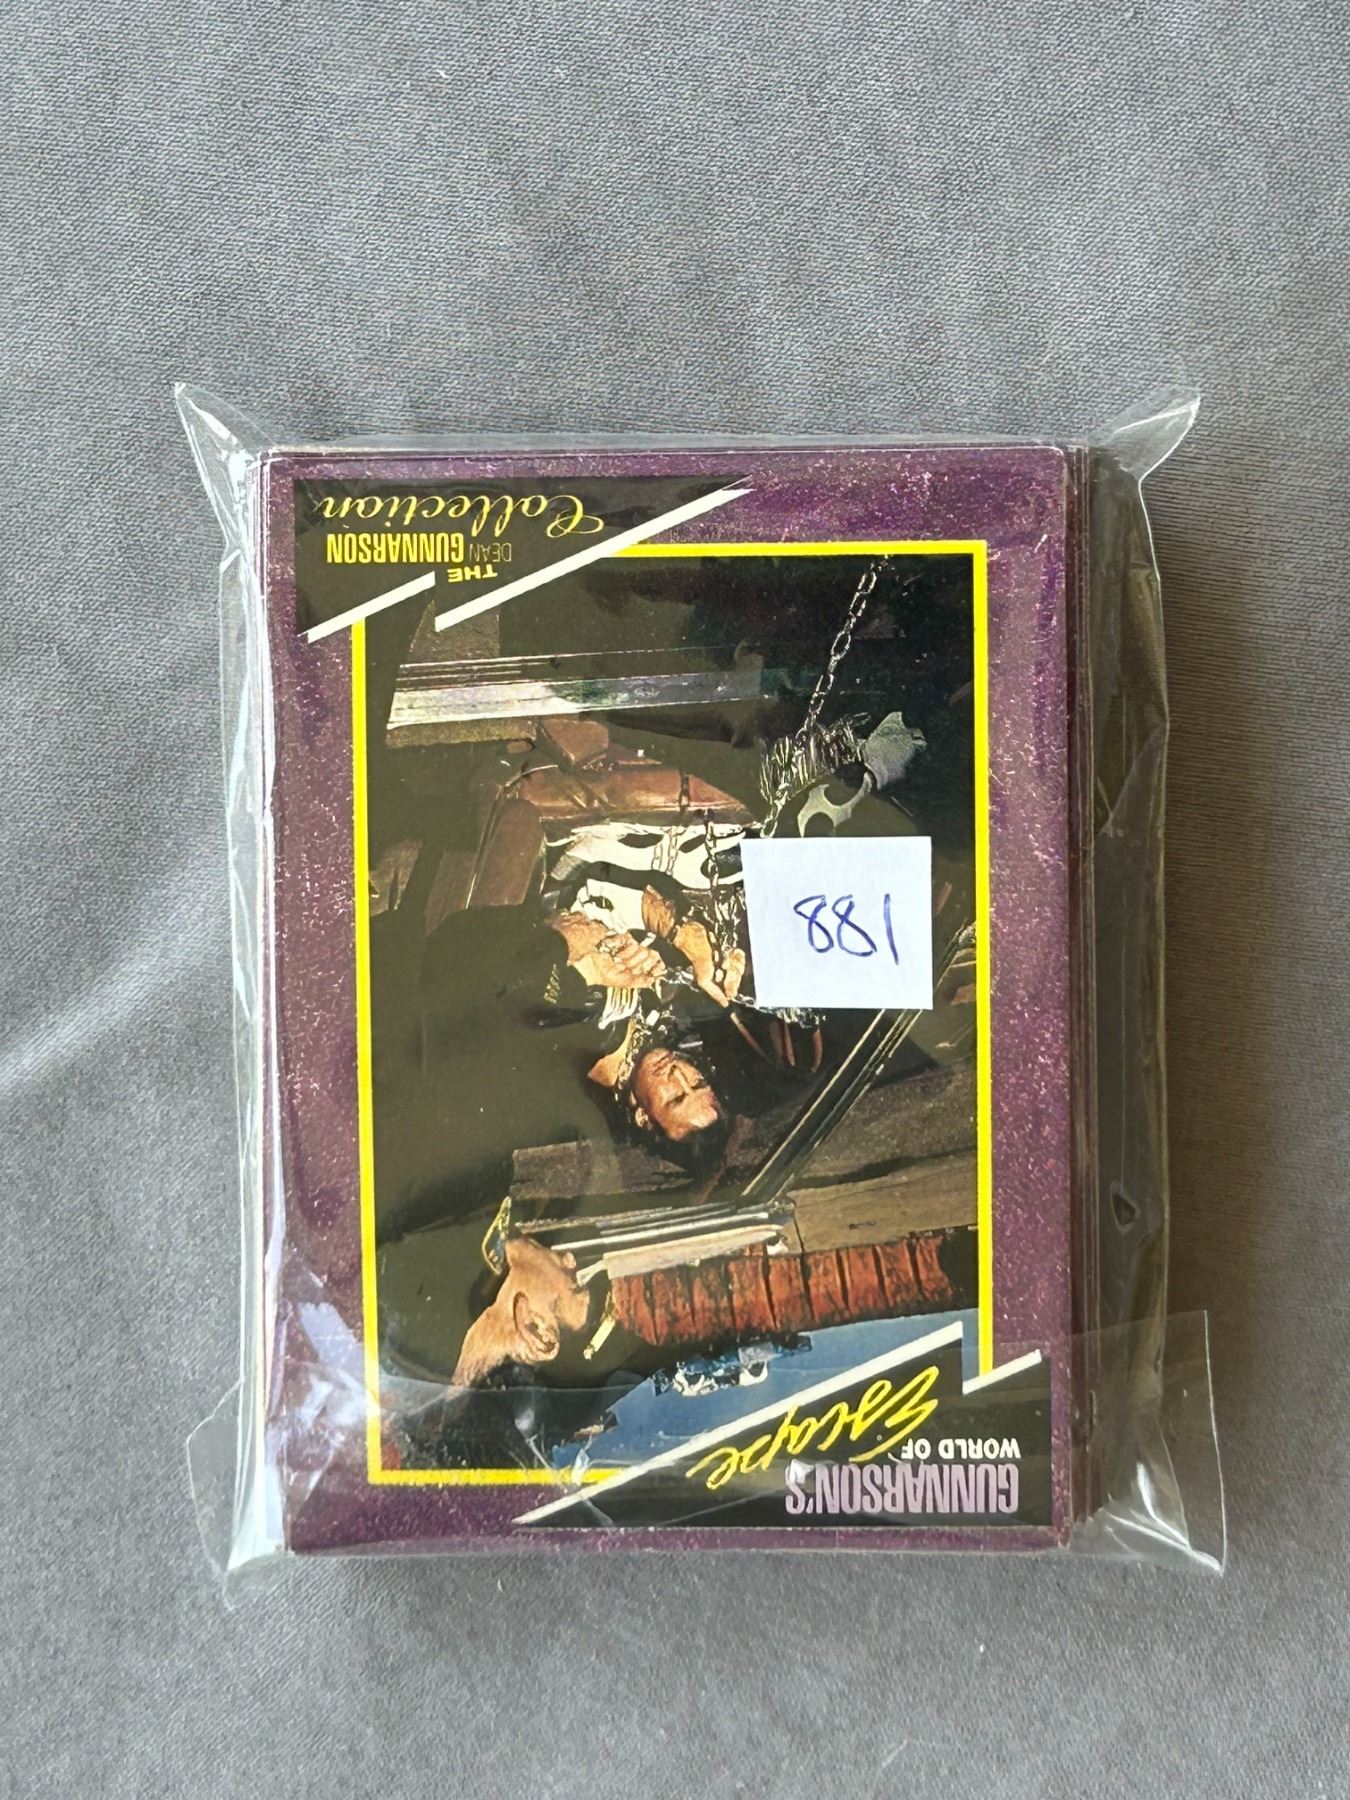 GUNNARSON'S
WORLD OF
Escape
881
THE
DEAN
GUNNARSON
Collection